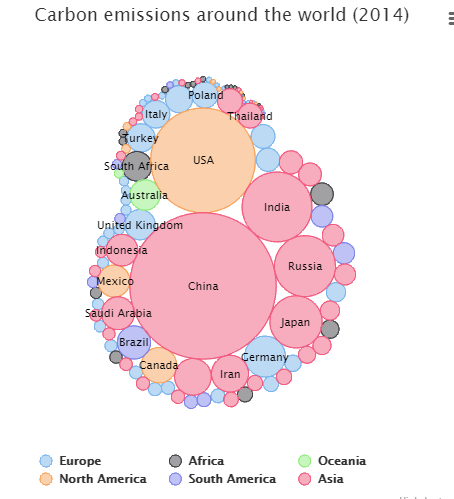 Carbon emissions around the world (2014)
Poland
Italy
Thailand
Turkey
USA
South Africa
Australia
India
United Kingdom
Indonesia
Russia
Mexico
China
Saudi Arabia
Japan
Brazil
Germany
Canada
Iran
Europe
Africa
Oceania
North America
South America
Asia